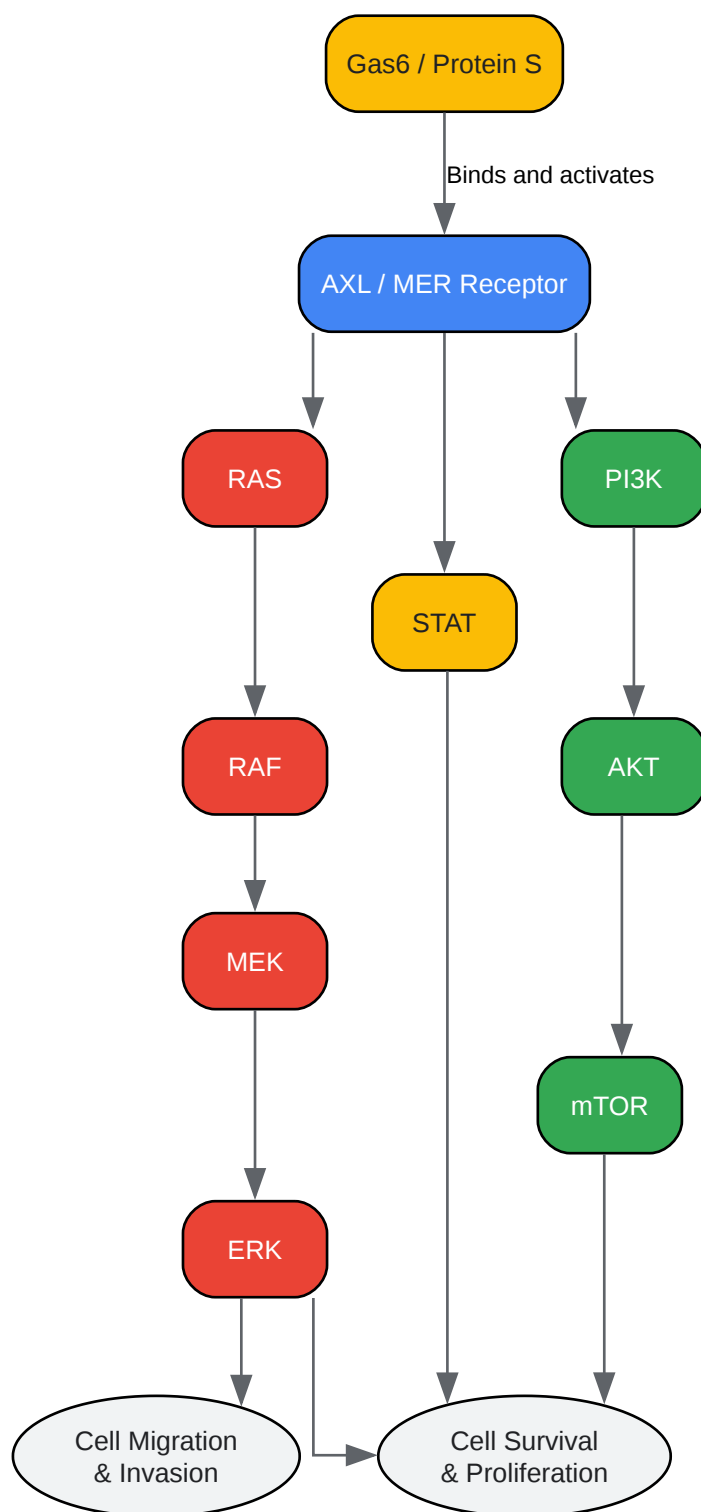 Gas6 / Protein S
Binds and activates
AXL / MER Receptor
RAS
PI3K
STAT
RAF
AKT
MEK
mTOR
ERK
Cell Migration
& Invasion
Cell Survival
& Proliferation